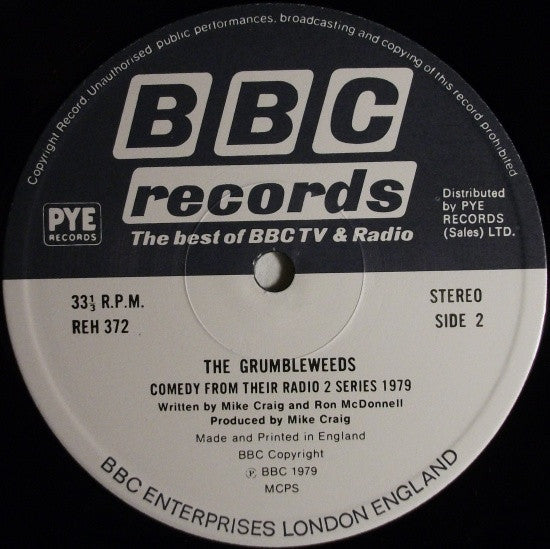 Copyright Record. Unauthorised public performances, broadcasting and copying of this record prohibited
BBC
records
The best of BBC TV & Radio
PYE
RECORDS
Distributed
by PYE
RECORDS
(Sales) LTD.
33⅓ R.P.M.
REH 372
STEREO
SIDE 2
THE GRUMBLEWEEDS
COMEDY FROM THEIR RADIO 2 SERIES 1979
Written by Mike Craig and Ron McDonnell
Produced by Mike Craig
Made and Printed in England
BBC Copyright
℗ BBC 1979
MCPS
BBC ENTERPRISES LONDON ENGLAND